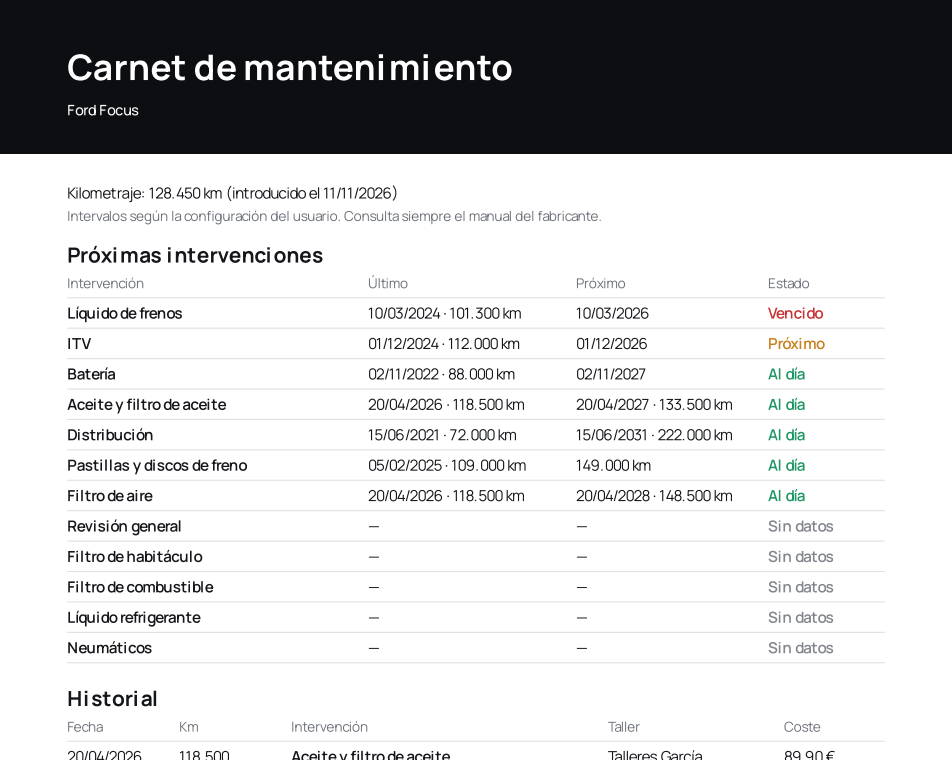 Carnet de mantenimiento
Ford Focus
Kilometraje: 128.450 km (introducido el 11/11/2026)
Intervalos según la configuración del usuario. Consulta siempre el manual del fabricante.
Próximas intervenciones
Intervención Último Próximo Estado
Líquido de frenos 10/03/2024 · 101.300 km 10/03/2026 Vencido
ITV 01/12/2024 · 112.000 km 01/12/2026 Próximo
Batería 02/11/2022 · 88.000 km 02/11/2027 Al día
Aceite y filtro de aceite 20/04/2026 · 118.500 km 20/04/2027 · 133.500 km Al día
Distribución 15/06/2021 · 72.000 km 15/06/2031 · 222.000 km Al día
Pastillas y discos de freno 05/02/2025 · 109.000 km 149.000 km Al día
Filtro de aire 20/04/2026 · 118.500 km 20/04/2028 · 148.500 km Al día
Revisión general — — Sin datos
Filtro de habitáculo — — Sin datos
Filtro de combustible — — Sin datos
Líquido refrigerante — — Sin datos
Neumáticos — — Sin datos
Historial
Fecha Km Intervención Taller Coste
20/04/2026 118.500 Aceite y filtro de aceite Talleres García 89,90 €